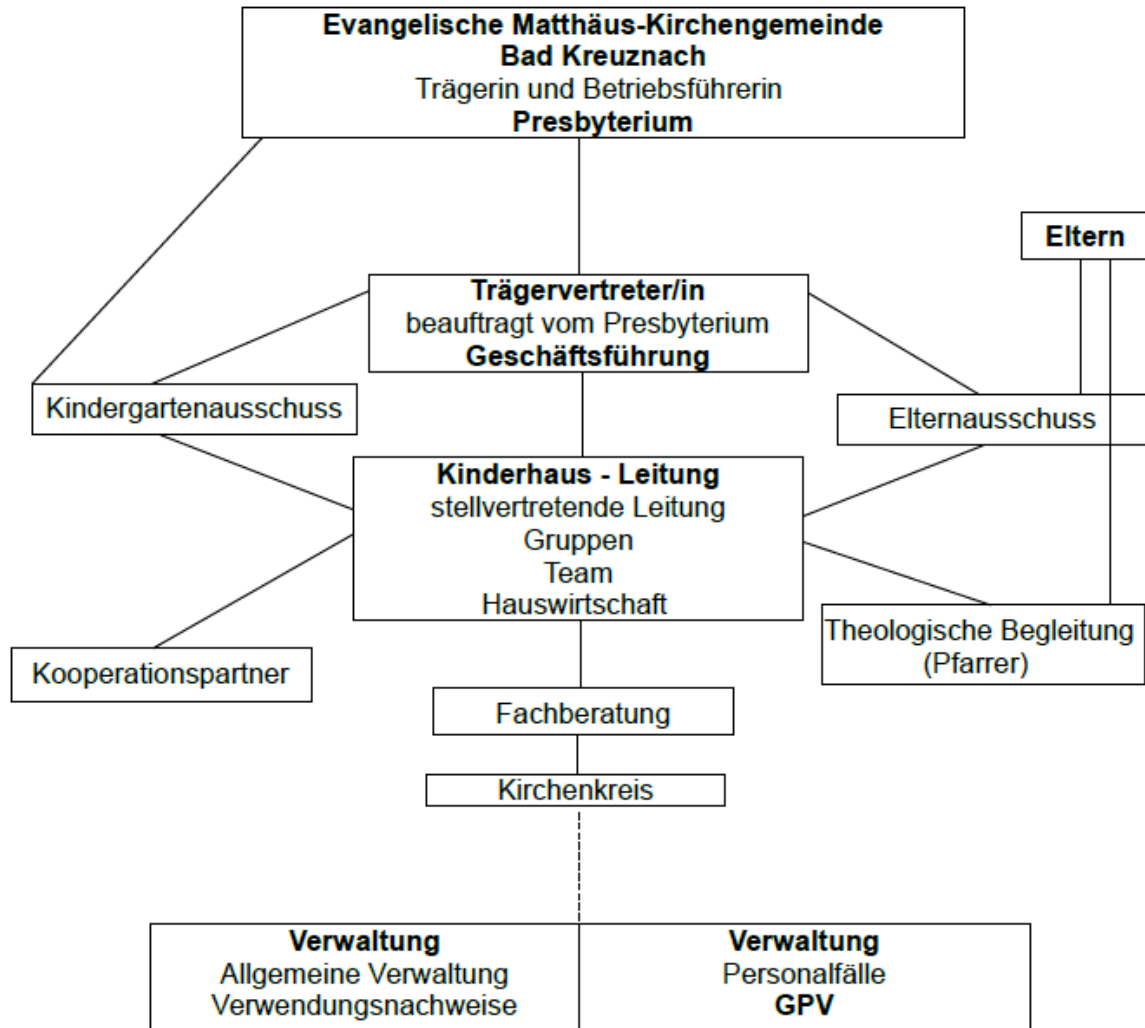 Evangelische Matthäus-Kirchengemeinde
Bad Kreuznach
Trägerin und Betriebsführerin
Presbyterium
Eltern
Trägervertreter/in
beauftragt vom Presbyterium
Geschäftsführung
Kindergartenausschuss
Elternausschuss
Kinderhaus - Leitung
stellvertretende Leitung
Gruppen
Team
Hauswirtschaft
Theologische Begleitung
(Pfarrer)
Kooperationspartner
Fachberatung
Kirchenkreis
Verwaltung
Allgemeine Verwaltung
Verwendungsnachweise
Verwaltung
Personalfälle
GPV